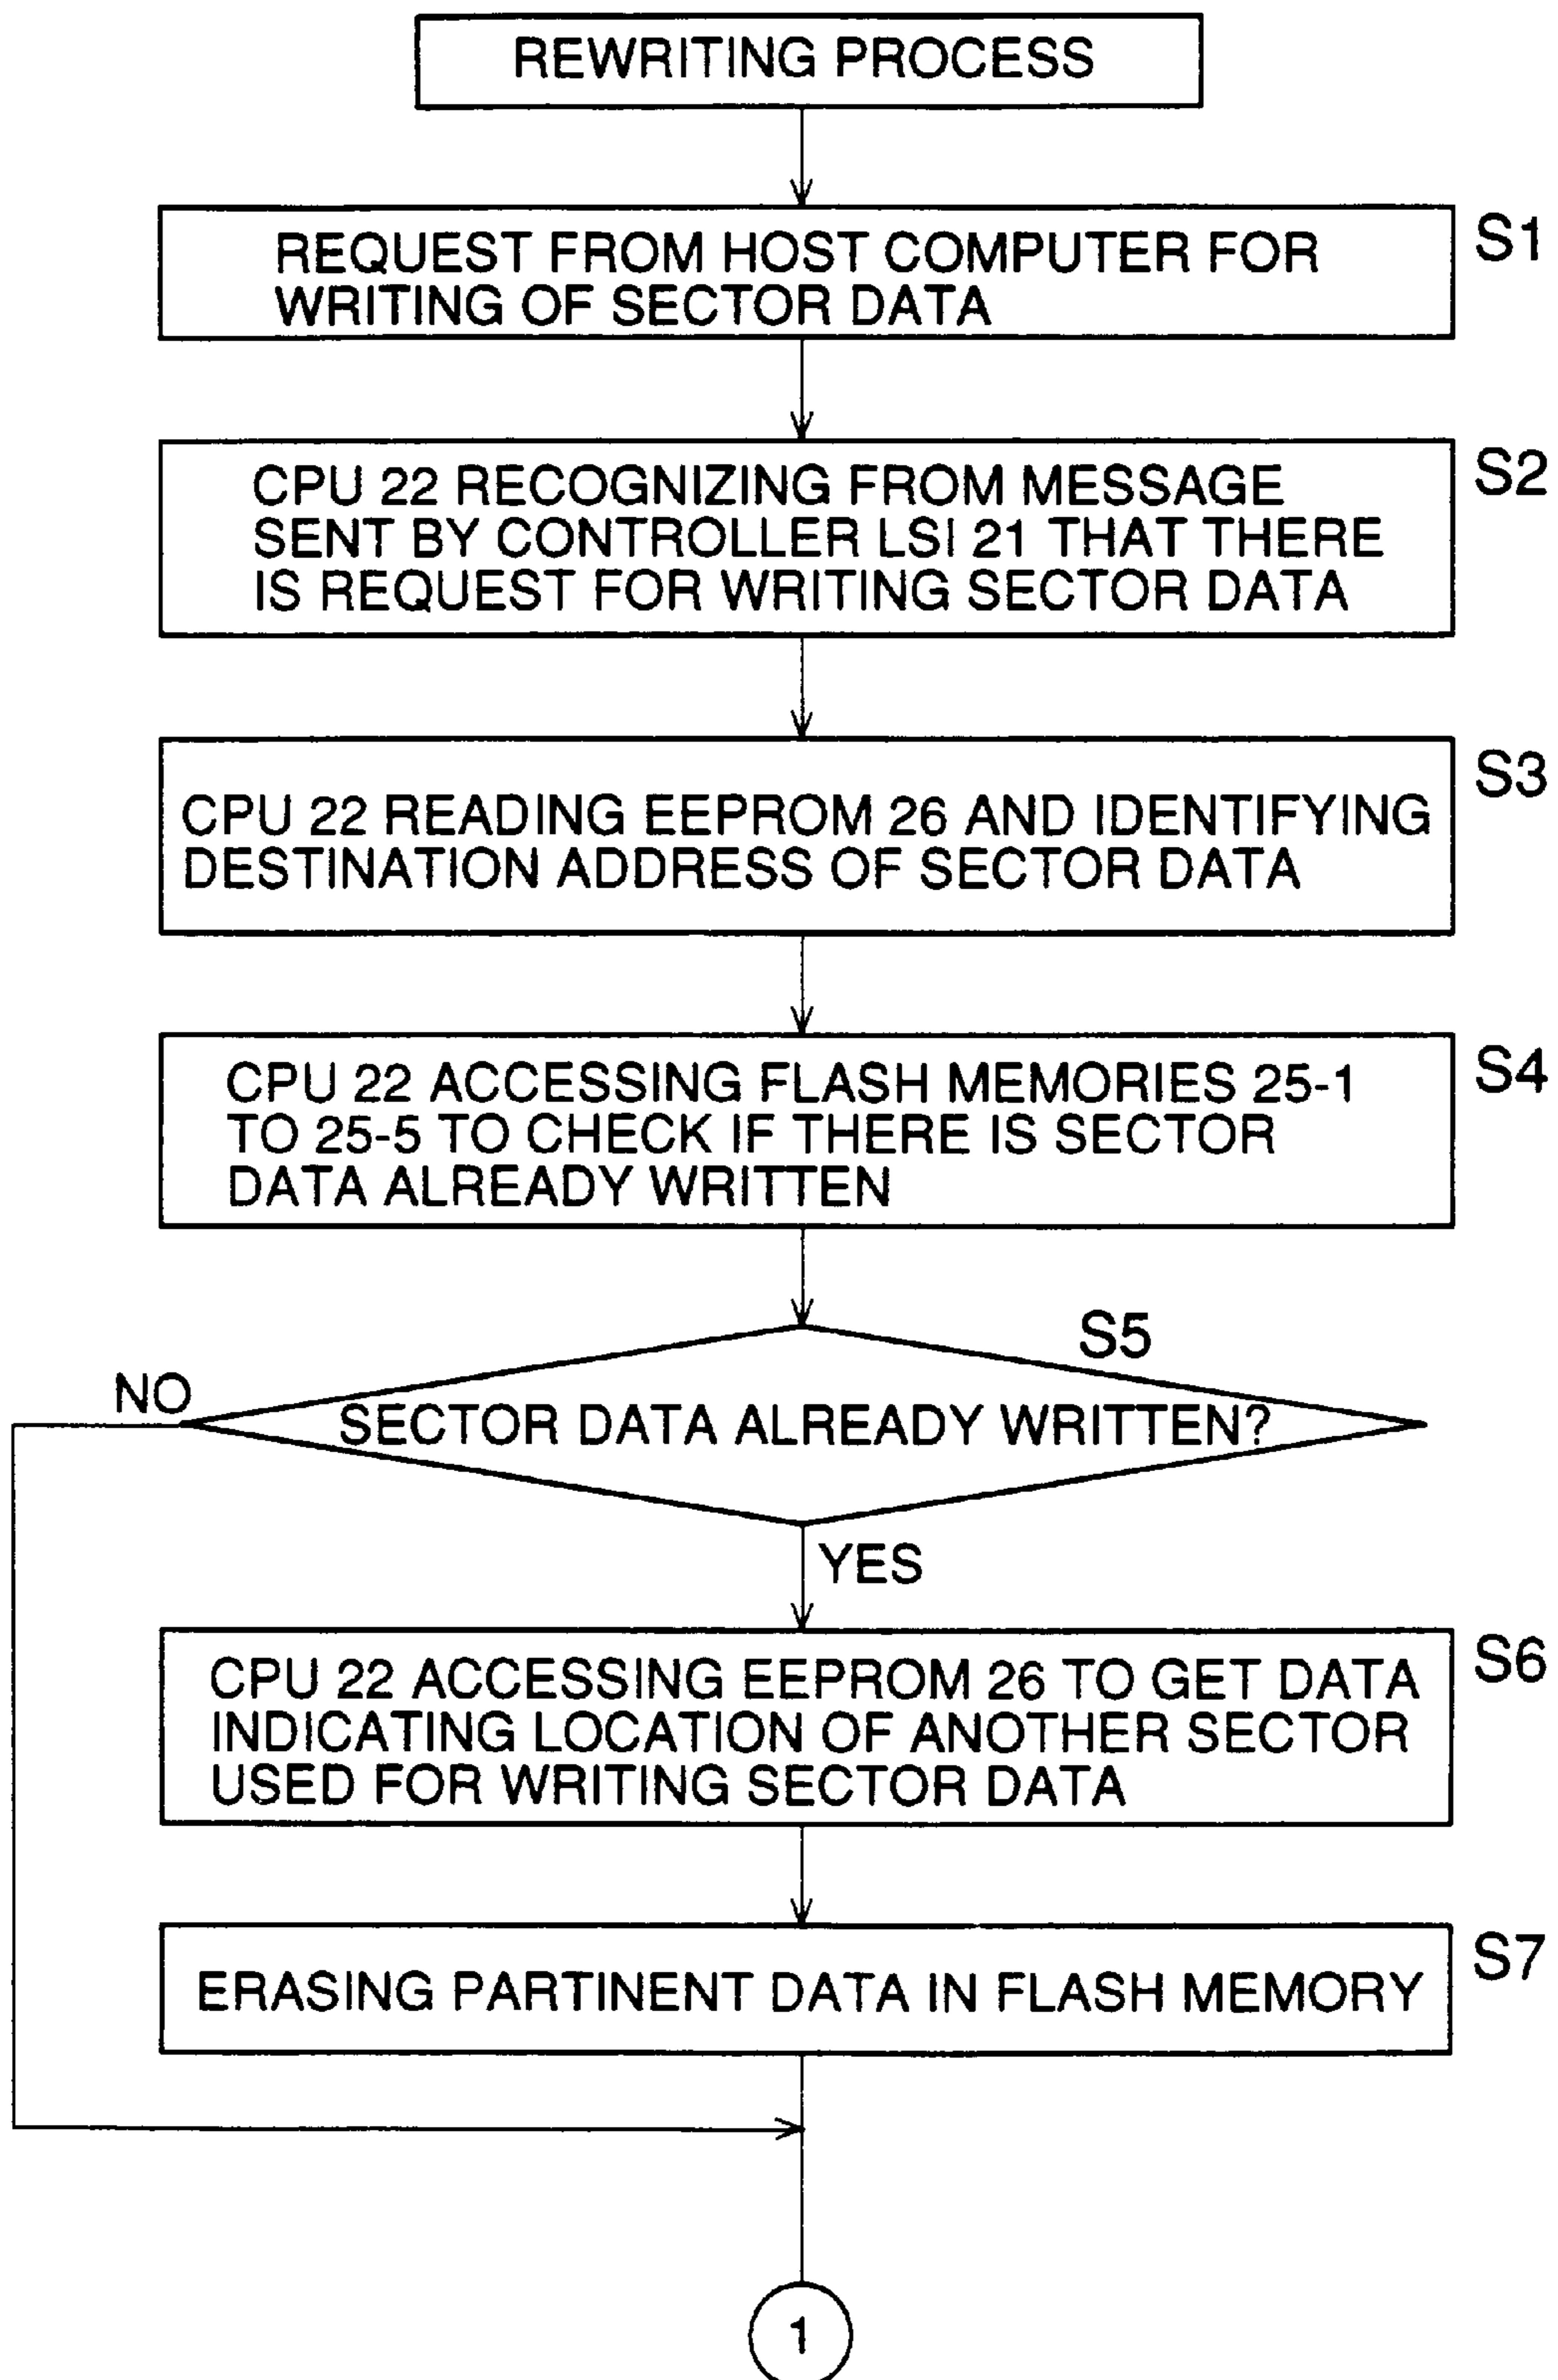 REWRITING PROCESS
REQUEST FROM HOST COMPUTER FOR
WRITING OF SECTOR DATA
S1
CPU 22 RECOGNIZING FROM MESSAGE
SENT BY CONTROLLER LSI 21 THAT THERE
IS REQUEST FOR WRITING SECTOR DATA
S2
CPU 22 READING EEPROM 26 AND IDENTIFYING
DESTINATION ADDRESS OF SECTOR DATA
S3
CPU 22 ACCESSING FLASH MEMORIES 25-1
TO 25-5 TO CHECK IF THERE IS SECTOR
DATA ALREADY WRITTEN
S4
S5
NO
SECTOR DATA ALREADY WRITTEN?
YES
CPU 22 ACCESSING EEPROM 26 TO GET DATA
INDICATING LOCATION OF ANOTHER SECTOR
USED FOR WRITING SECTOR DATA
S6
ERASING PARTINENT DATA IN FLASH MEMORY
S7
1